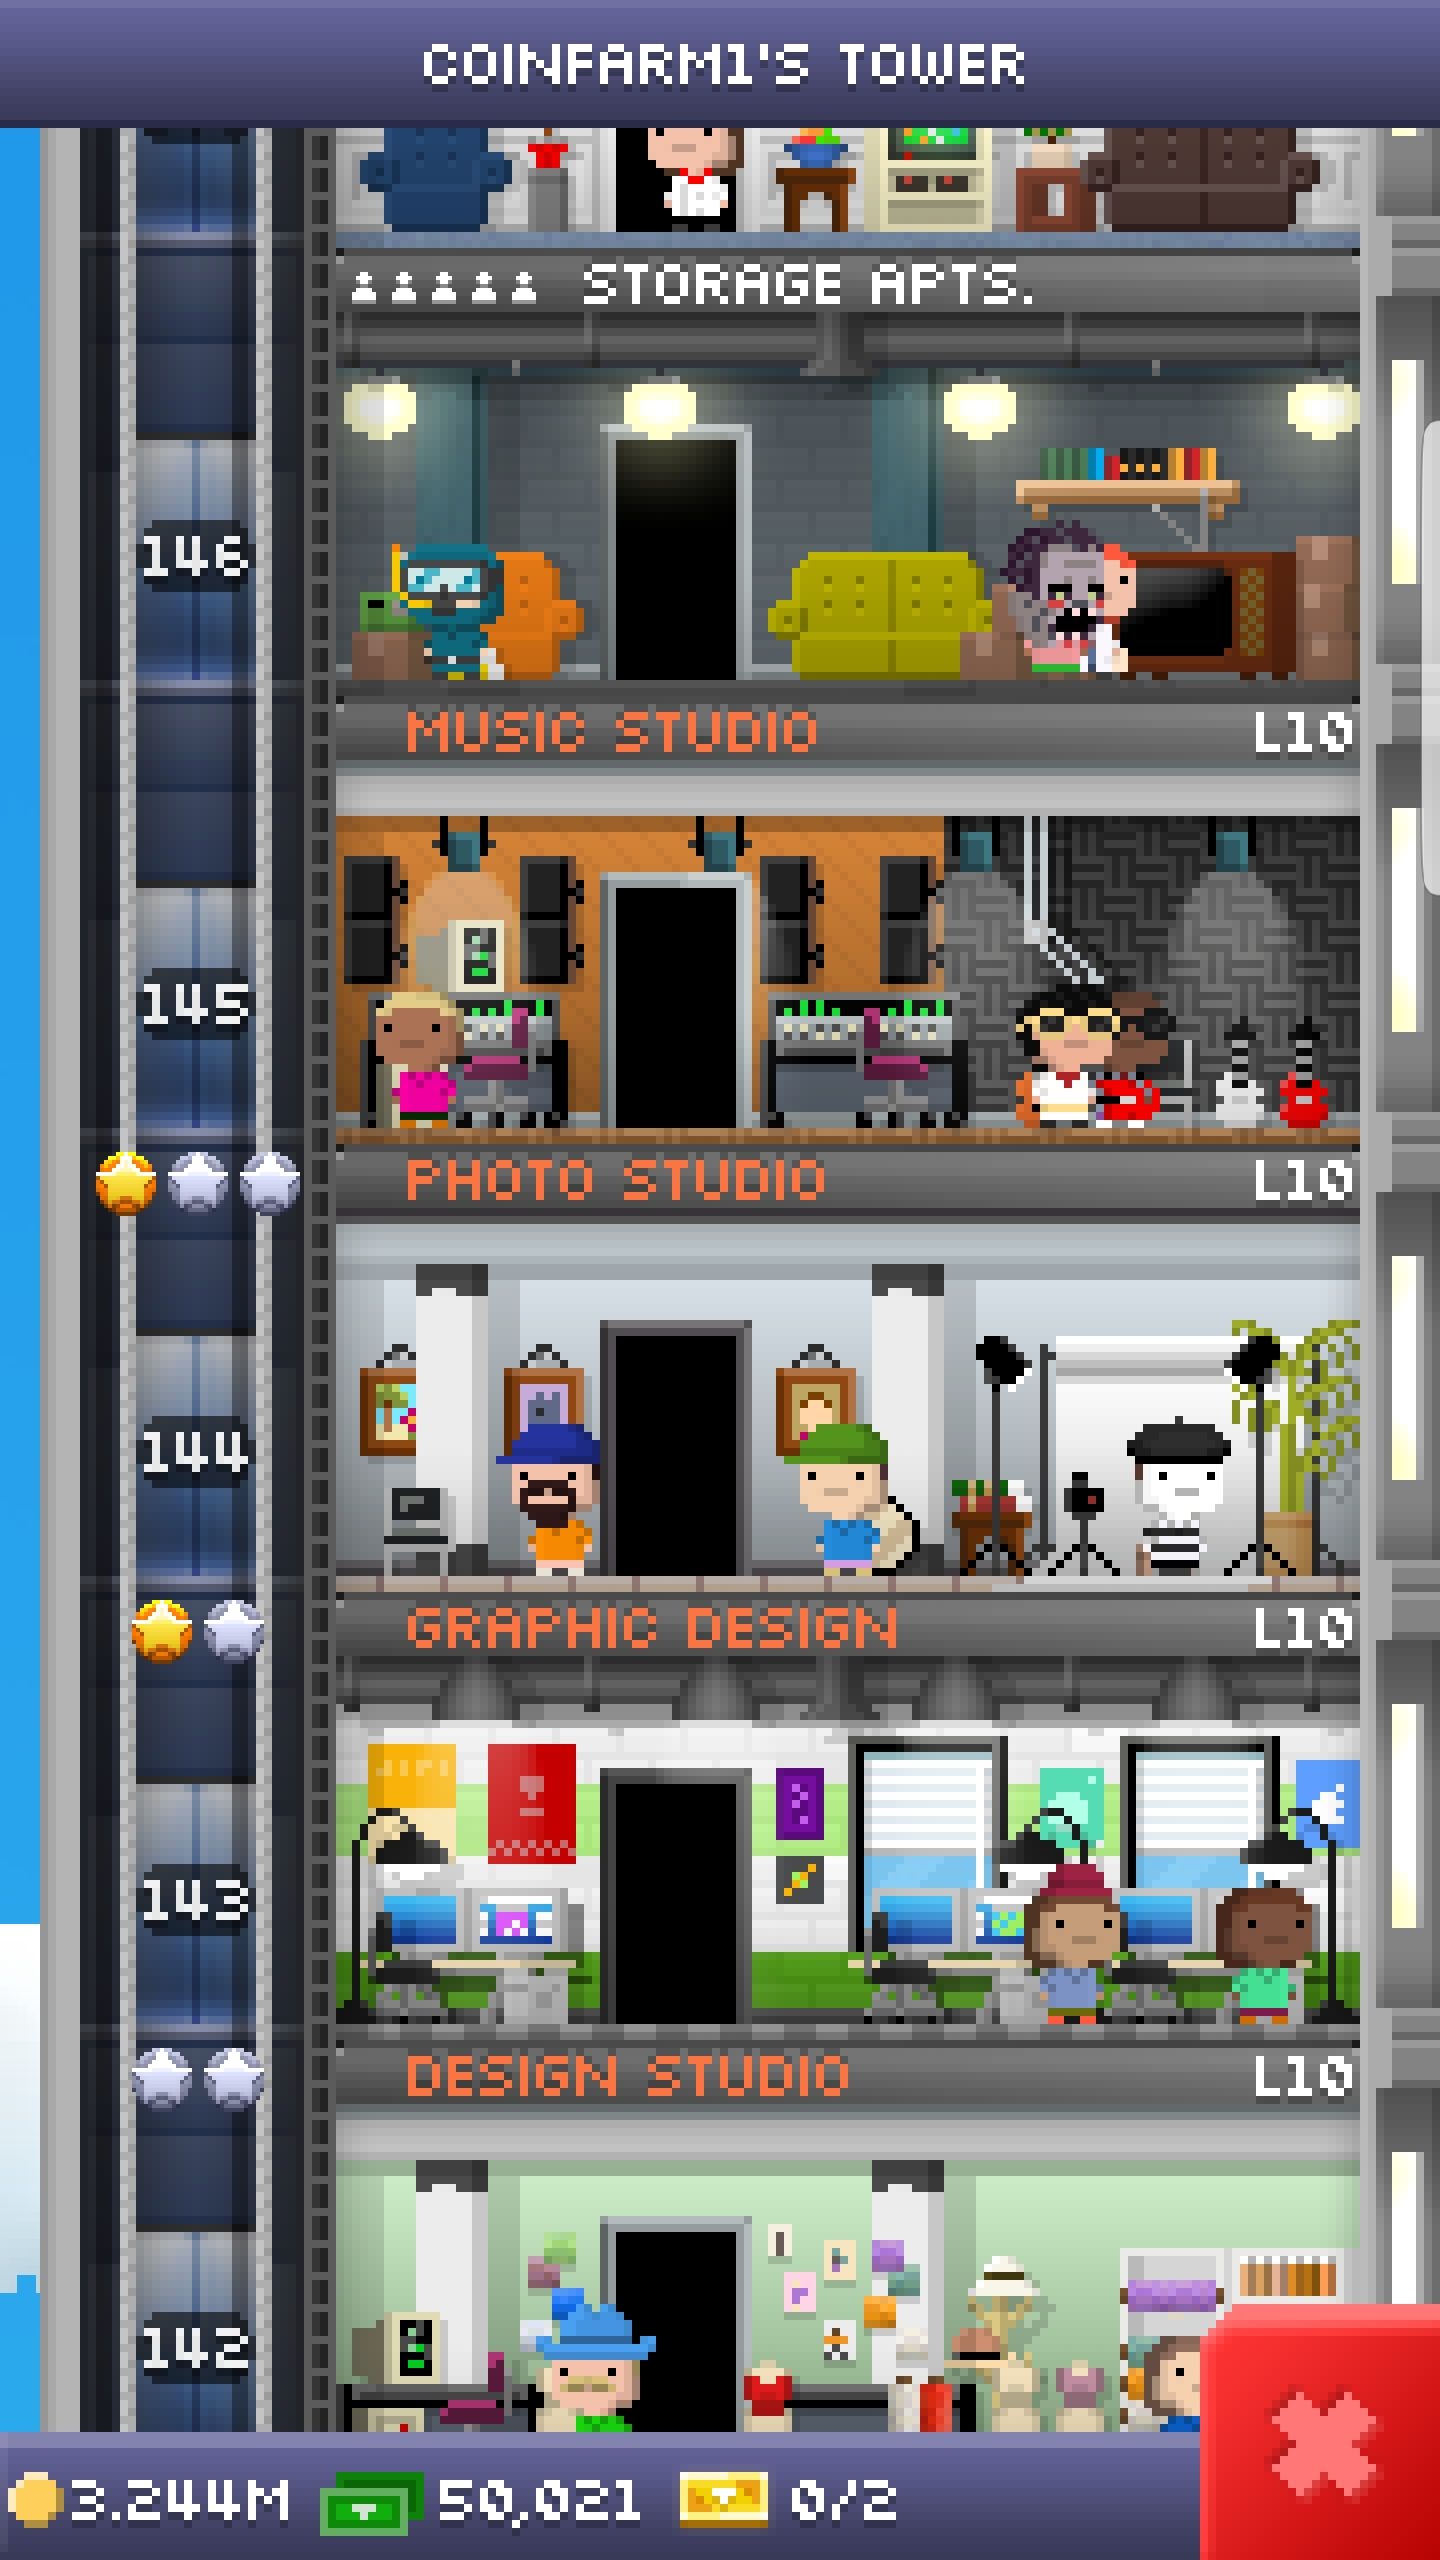 COINFARM1'S TOWER
STORAGE APTS.
146
MUSIC STUDIO L10
145
PHOTO STUDIO L10
144
GRAPHIC DESIGN L10
143
DESIGN STUDIO L10
142
3.244M 50,021 0/2